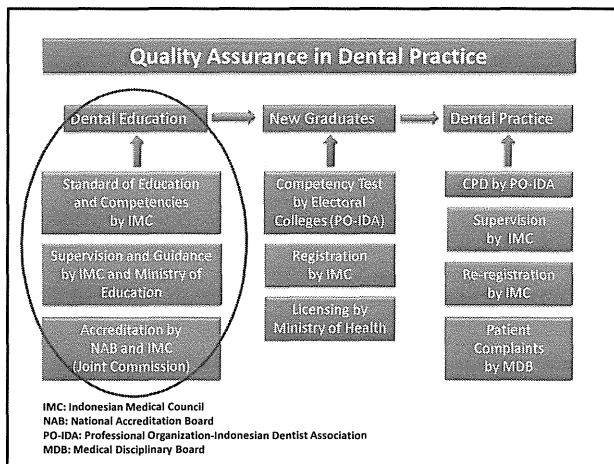 Quality Assurance in Dental Practice
Dental Education
New Graduates
Dental Practice
Standard of Education
and Competencies
by IMC
Supervision and Guidance
by IMC and Ministry of
Education
Accreditation by
NAB and IMC
(Joint Commission)
Competency Test
by Electoral
Colleges (PO-IDA)
Registration
by IMC
Licensing by
Ministry of Health
CPD by PO-IDA
Supervision
by IMC
Re-registration
by IMC
Patient
Complaints
by MDB
IMC: Indonesian Medical Council
NAB: National Accreditation Board
PO-IDA: Professional Organization-Indonesian Dentist Association
MDB: Medical Disciplinary Board